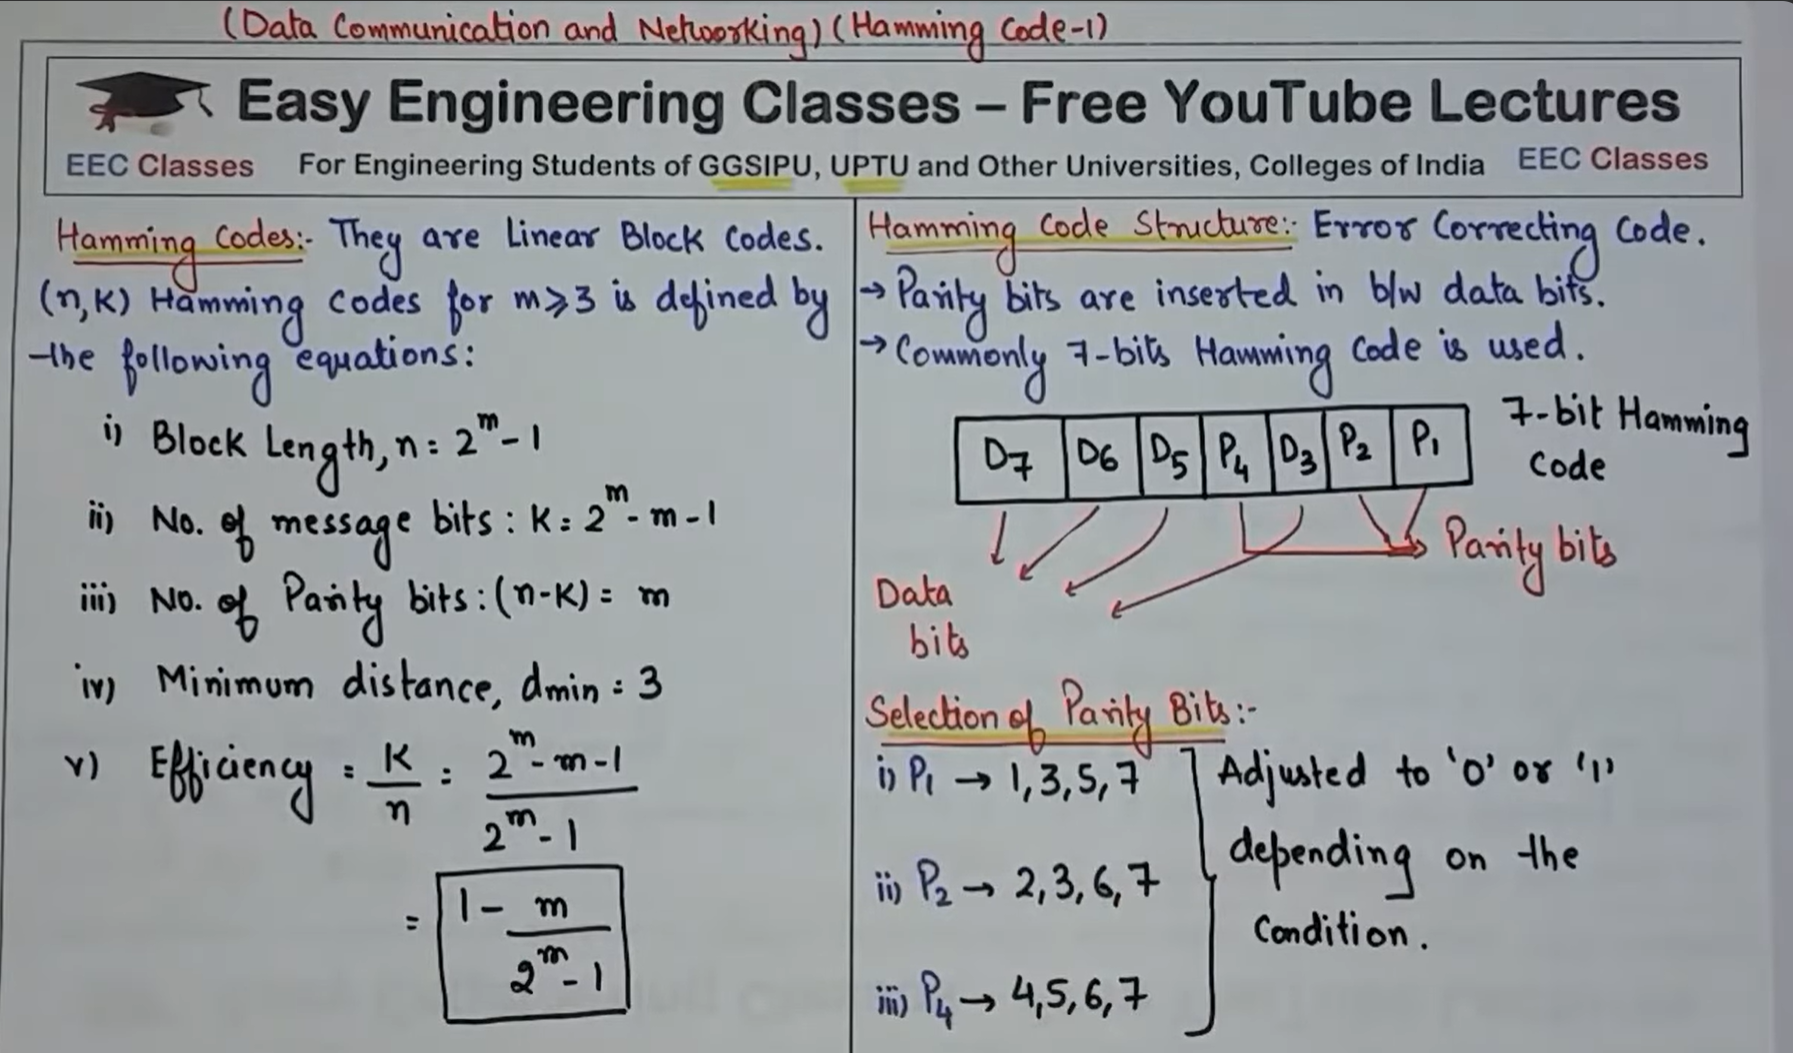 (Data Communication and Networking) (Hamming Code-1)
Easy Engineering Classes – Free YouTube Lectures
EEC Classes For Engineering Students of GGSIPU, UPTU and Other Universities, Colleges of India EEC Classes
Hamming Codes:- They are Linear Block Codes.
(n,K) Hamming Codes for m≥3 is defined by
the following equations:
i) Block Length, n = 2^m - 1
ii) No. of message bits : K = 2^m - m - 1
iii) No. of Parity bits : (n-K) = m
iv) Minimum distance, dmin = 3
v) Efficiency = K/n = (2^m - m - 1)/(2^m - 1)
= 1 - m/(2^m - 1)
Hamming Code Structure:- Error Correcting Code.
→ Parity bits are inserted in b/w data bits.
→ Commonly 7-bits Hamming Code is used.
D7 D6 D5 P4 D3 P2 P1
7-bit Hamming
Code
Parity bits
Data
bits
Selection of Parity Bits:-
i) P1 → 1,3,5,7
ii) P2 → 2,3,6,7
iii) P4 → 4,5,6,7
Adjusted to '0' or '1'
depending on the
Condition.